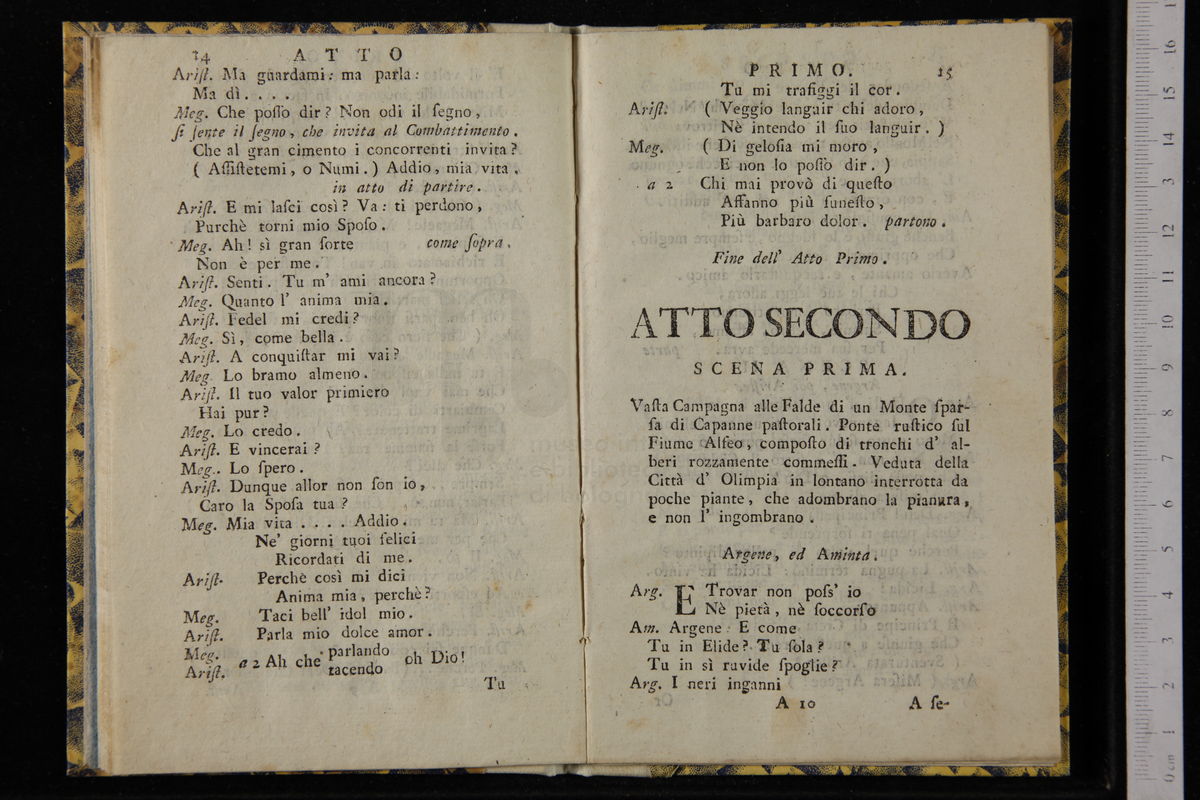 14 ATTO
Ariſt. Ma guardami: ma parla:
Ma dì. . . .
Meg. Che poſſo dir? Non odi il ſegno,
ſi ſente il ſegno, che invita al Combattimento.
Che al gran cimento i concorrenti invita?
( Aſſiſtetemi, o Numi. ) Addio, mia vita.
in atto di partire.
Ariſt. E mi laſci così? Va: ti perdono,
Purchè torni mio Spoſo.
Meg. Ah! sì gran ſorte come ſopra.
Non è per me.
Ariſt. Senti. Tu m' ami ancora?
Meg. Quanto l' anima mia.
Ariſt. Fedel mi credi?
Meg. Sì, come bella.
Ariſt. A conquiſtar mi vai?
Meg. Lo bramo almeno.
Ariſt. Il tuo valor primiero
Hai pur?
Meg. Lo credo.
Ariſt. E vincerai?
Meg. Lo ſpero.
Ariſt. Dunque allor non ſon io,
Caro la Spoſa tua?
Meg. Mia vita . . . . Addio.
Ne' giorni tuoi felici
Ricordati di me.
Ariſt. Perchè così mi dici
Anima mia, perchè?
Meg. Taci bell' idol mio.
Ariſt. Parla mio dolce amor.
Meg. parlando
a 2 Ah che oh Dio!
Ariſt. tacendo
Tu
PRIMO. 15
Tu mi trafiggi il cor.
Ariſt. ( Veggio languir chi adoro,
Nè intendo il ſuo languir. )
Meg. ( Di geloſia mi moro,
E non lo poſſo dir. )
a 2 Chi mai provò di queſto
Affanno più funeſto,
Più barbaro dolor. partono.
Fine dell' Atto Primo.
ATTO SECONDO
SCENA PRIMA.
Vaſta Campagna alle Falde di un Monte ſpar-
ſa di Capanne paſtorali. Ponte ruſtico ſul
Fiume Alfeo, compoſto di tronchi d' al-
beri rozzamente commeſſi. Veduta della
Città d' Olimpia in lontano interrotta da
poche piante, che adombrano la pianura,
e non l' ingombrano.
Argene, ed Aminta.
Arg. E Trovar non poſs' io
Nè pietà, nè ſoccorſo
Am. Argene E come
Tu in Elide? Tu ſola?
Tu in sì ruvide ſpoglie?
Arg. I neri inganni
A 10 A ſe-